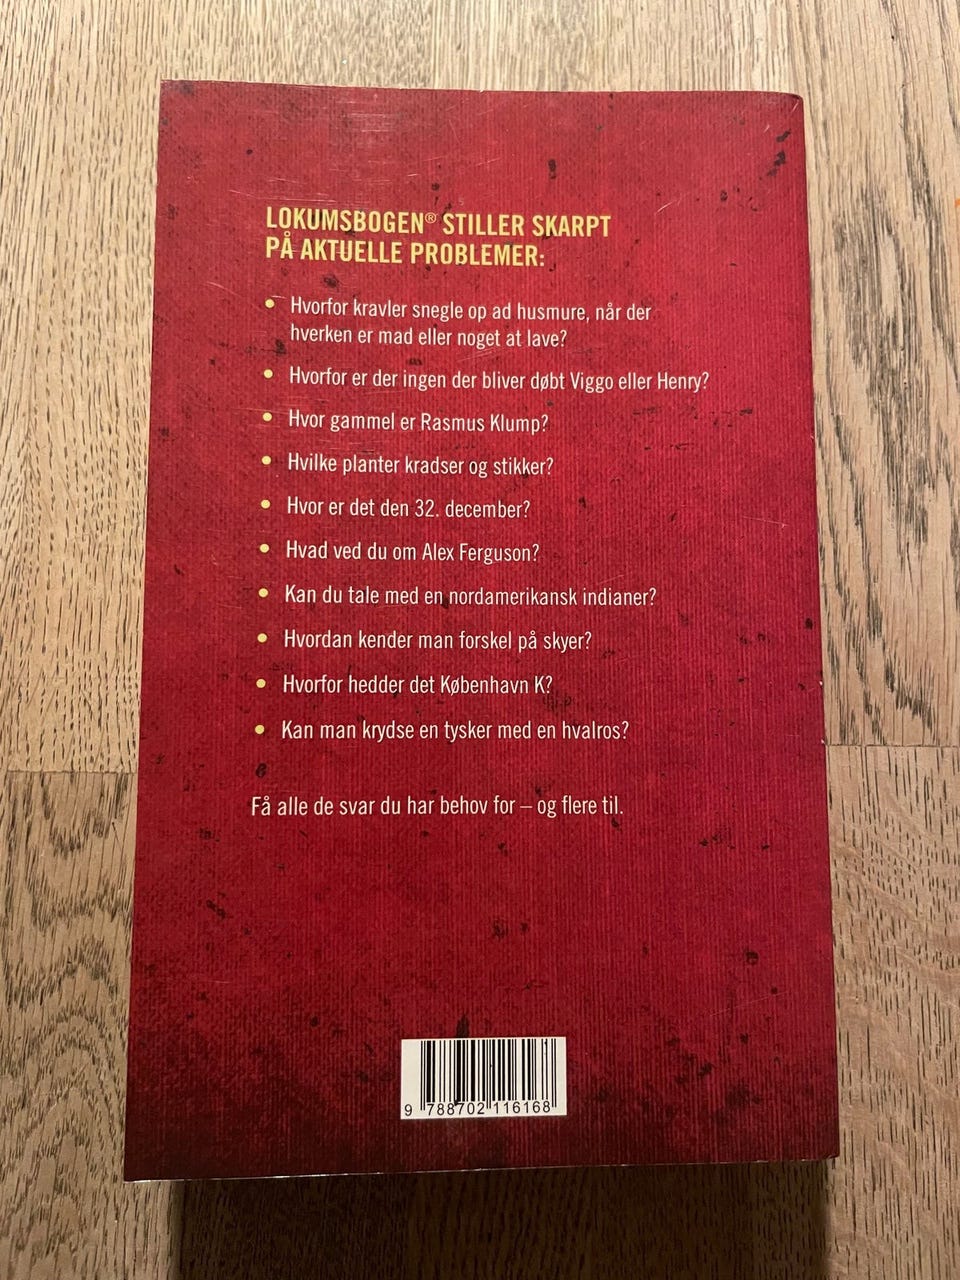 LOKUMSBOGEN® STILLER SKARPT
PÅ AKTUELLE PROBLEMER:
• Hvorfor kravler snegle op ad husmure, når der
hverken er mad eller noget at lave?
• Hvorfor er der ingen der bliver døbt Viggo eller Henry?
• Hvor gammel er Rasmus Klump?
• Hvilke planter kradser og stikker?
• Hvor er det den 32. december?
• Hvad ved du om Alex Ferguson?
• Kan du tale med en nordamerikansk indianer?
• Hvordan kender man forskel på skyer?
• Hvorfor hedder det København K?
• Kan man krydse en tysker med en hvalros?
Få alle de svar du har behov for – og flere til.
9 788702 116168